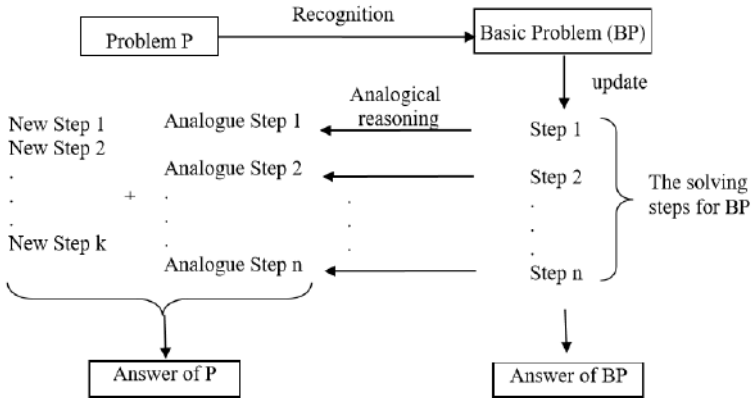 Recognition
Problem P
Basic Problem (BP)
update
Analogical
reasoning
New Step 1
New Step 2
.
.
.
New Step k
+
Analogue Step 1
Analogue Step 2
.
.
.
Analogue Step n
.
.
.
Step 1
Step 2
.
.
.
Step n
The solving
steps for BP
Answer of P
Answer of BP